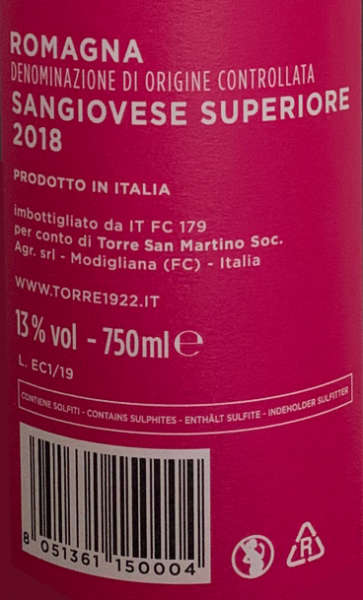 ROMAGNA
DENOMINAZIONE DI ORIGINE CONTROLLATA
SANGIOVESE SUPERIORE
2018
PRODOTTO IN ITALIA
imbottigliato da IT FC 179
per conto di Torre San Martino Soc.
Agr. srl - Modigliana (FC) - Italia
WWW.TORRE1922.IT
13% vol - 750ml e
L. EC1/19
CONTIENE SOLFITI - CONTAINS SULPHITES - ENTHÄLT SULFITE - INDEHOLDER SULFITTER
8 051361 150004
R